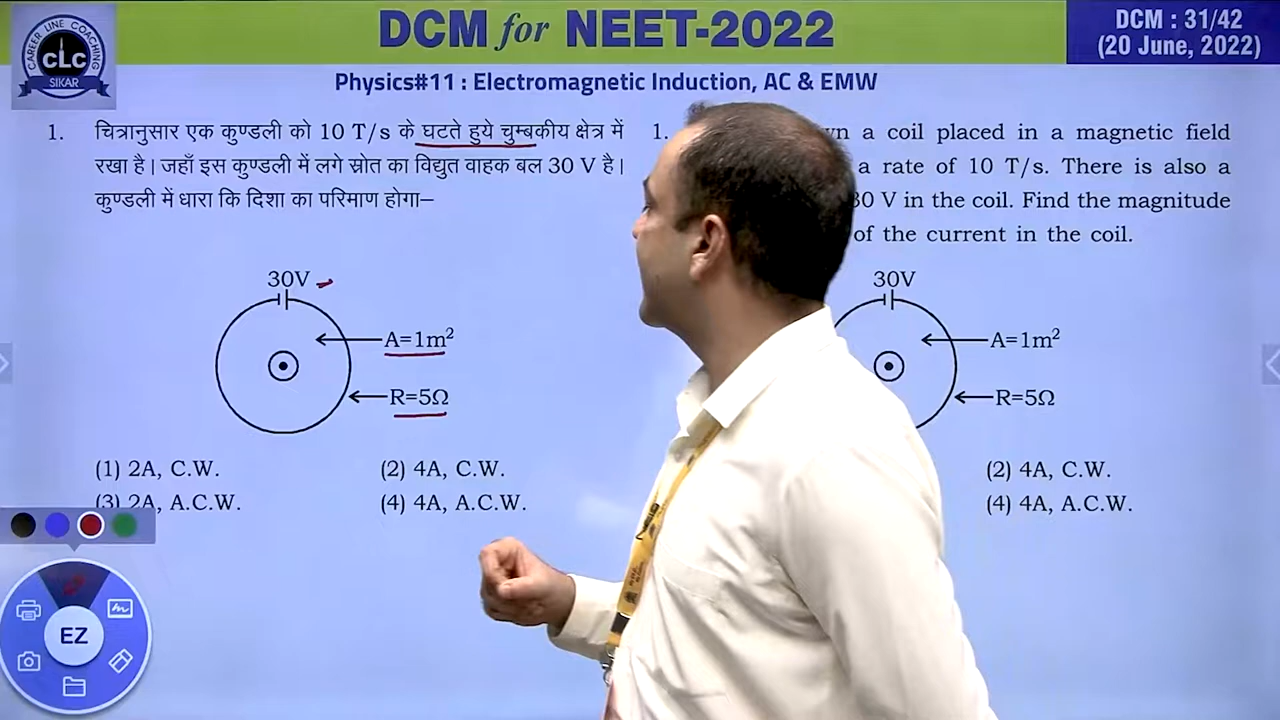 CAREER LINE COACHING
CLC
SIKAR
DCM for NEET-2022
DCM : 31/42
(20 June, 2022)
Physics#11 : Electromagnetic Induction, AC & EMW
1. चित्रानुसार एक कुण्डली को 10 T/s के घटते हुये चुम्बकीय क्षेत्र में
रखा है। जहाँ इस कुण्डली में लगे स्रोत का विद्युत वाहक बल 30 V है।
कुण्डली में धारा कि दिशा का परिमाण होगा–
30V
A=1m²
R=5Ω
(1) 2A, C.W. (2) 4A, C.W.
(3) 2A, A.C.W. (4) 4A, A.C.W.
1. a coil placed in a magnetic field
a rate of 10 T/s. There is also a
30 V in the coil. Find the magnitude
of the current in the coil.
30V
A=1m²
R=5Ω
(2) 4A, C.W.
(4) 4A, A.C.W.
EZ